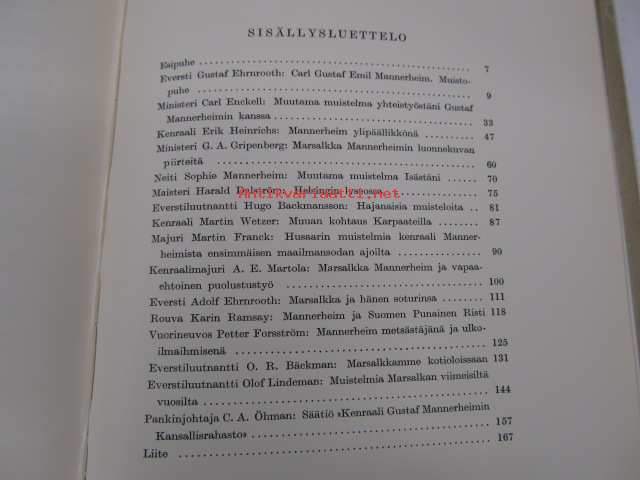 SISÄLLYSLUETTELO
Esipuhe 7
Eversti Gustaf Ehrnrooth: Carl Gustaf Emil Mannerheim. Muisto-
puhe 9
Ministeri Carl Enckell: Muutama muistelma yhteistyöstäni Gustaf
Mannerheimin kanssa 33
Kenraali Erik Heinrichs: Mannerheim ylipäällikkönä 47
Ministeri G. A. Gripenberg: Marsalkka Mannerheimin luonnekuvan
piirteitä 60
Neiti Sophie Mannerheim: Muutama muistelma Isästäni 70
Maisteri Harald Dalström: Helsingin lyseossa 75
Antikvariaatti.net
Everstiluutnantti Hugo Backmansson: Hajanaisia muisteloita 81
Kenraali Martin Wetzer: Muuan kohtaus Karpaateilla 87
Majuri Martin Franck: Husaarin muistelmia kenraali Manner-
heimista ensimmäisen maailmansodan ajoilta 90
Kenraalimajuri A. E. Martola: Marsalkka Mannerheim ja vapaa-
ehtoinen puolustustyö 100
Eversti Adolf Ehrnrooth: Marsalkka ja hänen soturinsa 111
Rouva Karin Ramsay: Mannerheim ja Suomen Punainen Risti 118
Vuorineuvos Petter Forsström: Mannerheim metsästäjänä ja ulko-
ilmaihmisenä 125
Everstiluutnantti O. R. Bäckman: Marsalkkamme kotioloissaan 131
Everstiluutnantti Olof Lindeman: Muistelmia Marsalkan viimeisiltä
vuosilta 144
Pankinjohtaja C. A. Öhman: Säätiö »Kenraali Gustaf Mannerheimin
Kansallisrahasto» 157
Liite 167